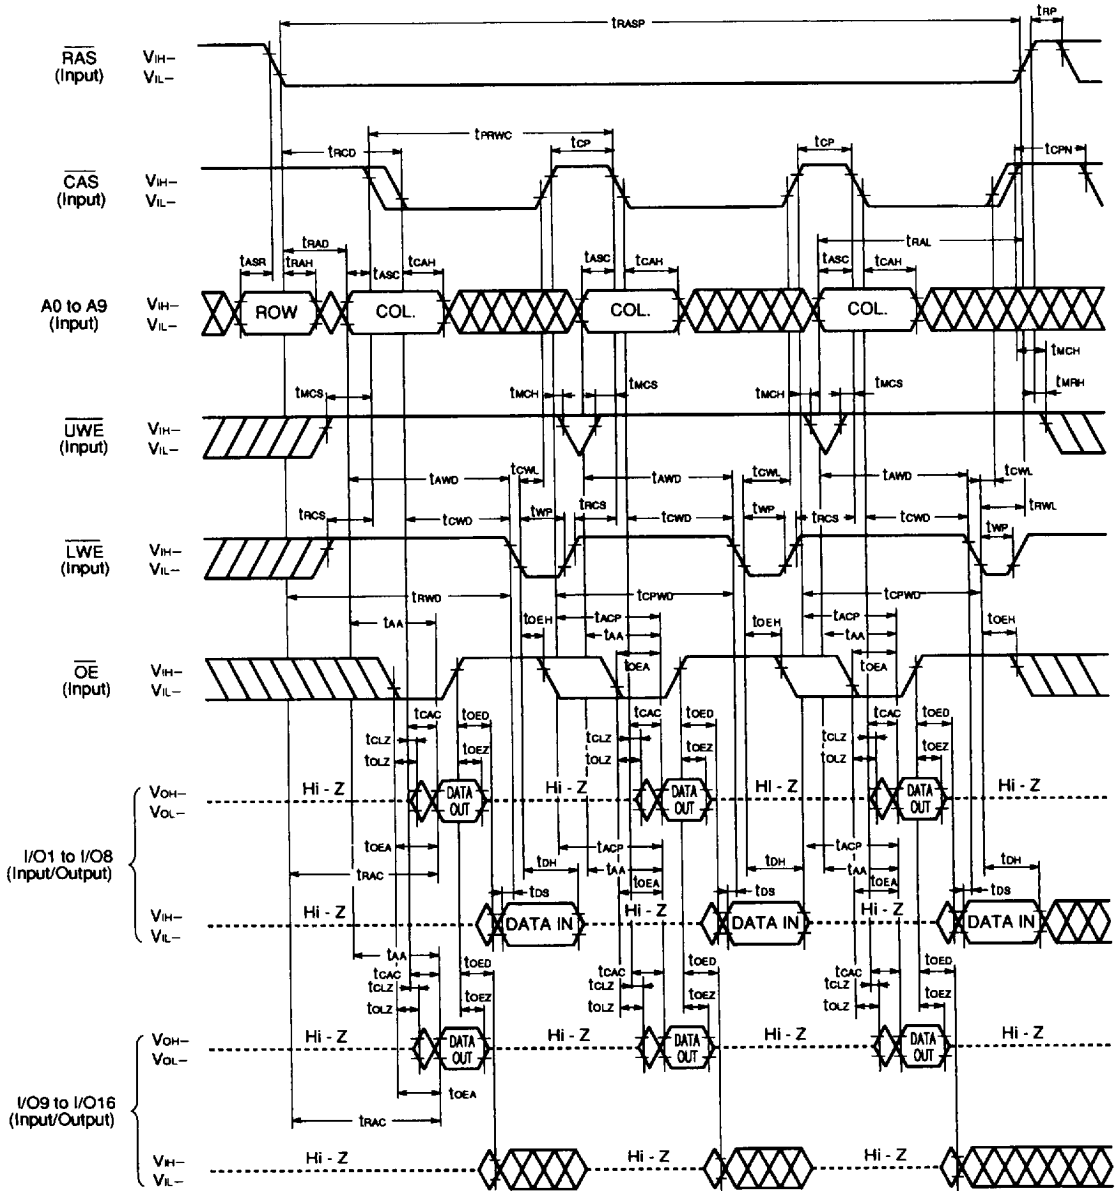 tRASP tRP
RAS (Input) VIH– VIL–
tPRWC
tRCD tCP tCP tCPN
CAS (Input) VIH– VIL–
tRAD tRAL
tASR tRAH tASC tCAH tASC tCAH tASC tCAH
A0 to A9 (Input) VIH– VIL– ROW COL. COL. COL.
tMCH
tMCS tMCH tMCS tMCH tMCS tMRH
UWE (Input) VIH– VIL–
tAWD tCWL tAWD tCWL tAWD tCWL
tRCS tCWD tWP tRCS tCWD tWP tRCS tCWD tWP tRWL
LWE (Input) VIH– VIL–
tRWD tCPWD tCPWD
tAA tOEH tACP tOEH tACP tOEH
tAA tAA
OE (Input) VIH– VIL– tOEA tOEA
tCAC tOED tCAC tOED tCAC tOED
tCLZ tCLZ tCLZ
tOLZ tOEZ tOLZ tOEZ tOLZ tOEZ
I/O1 to I/O8 (Input/Output)
VOH– VOL– Hi - Z DATA OUT Hi - Z DATA OUT Hi - Z DATA OUT Hi - Z
tOEA tACP tACP
tRAC tDH tAA tDH tAA tDH
tDS tOEA tDS tOEA tDS
VIH– VIL– Hi - Z DATA IN Hi - Z DATA IN Hi - Z DATA IN
tAA tOED tOED tOED
tCAC tCAC tCAC
tCLZ tCLZ tCLZ
tOLZ tOEZ tOLZ tOEZ tOLZ tOEZ
I/O9 to I/O16 (Input/Output)
VOH– VOL– Hi - Z DATA OUT Hi - Z DATA OUT Hi - Z DATA OUT Hi - Z
tOEA
tRAC
VIH– VIL– Hi - Z Hi - Z Hi - Z